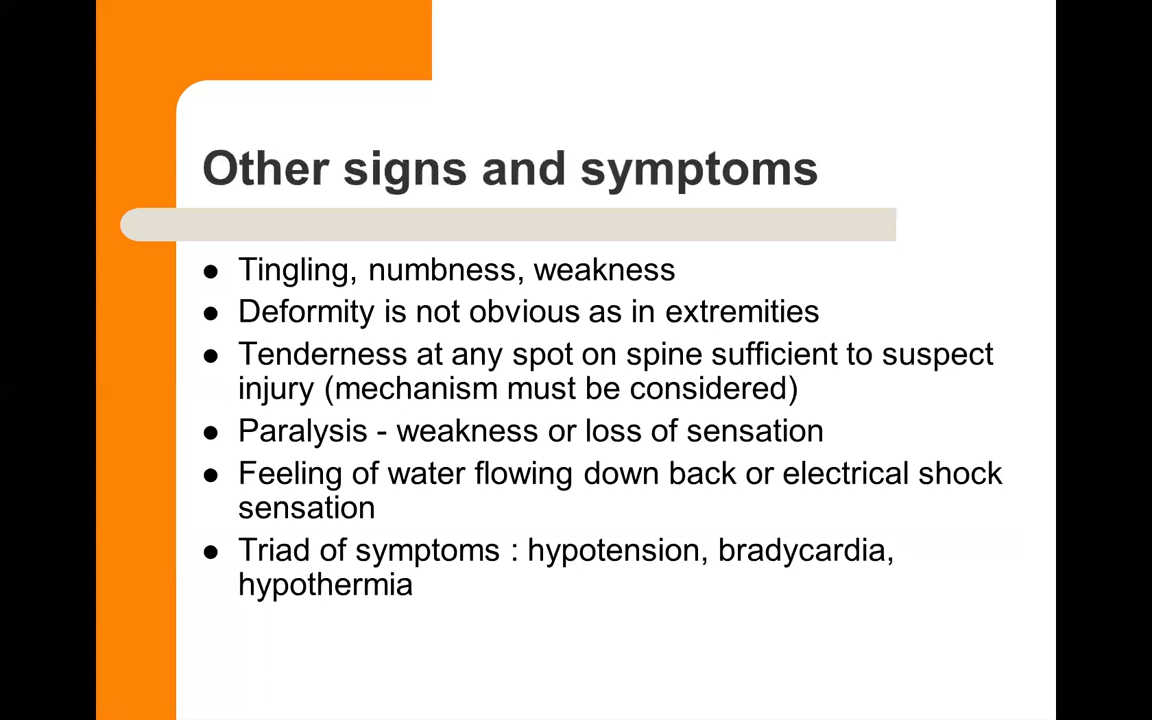 Other signs and symptoms
● Tingling, numbness, weakness
● Deformity is not obvious as in extremities
● Tenderness at any spot on spine sufficient to suspect
injury (mechanism must be considered)
● Paralysis - weakness or loss of sensation
● Feeling of water flowing down back or electrical shock
sensation
● Triad of symptoms : hypotension, bradycardia,
hypothermia